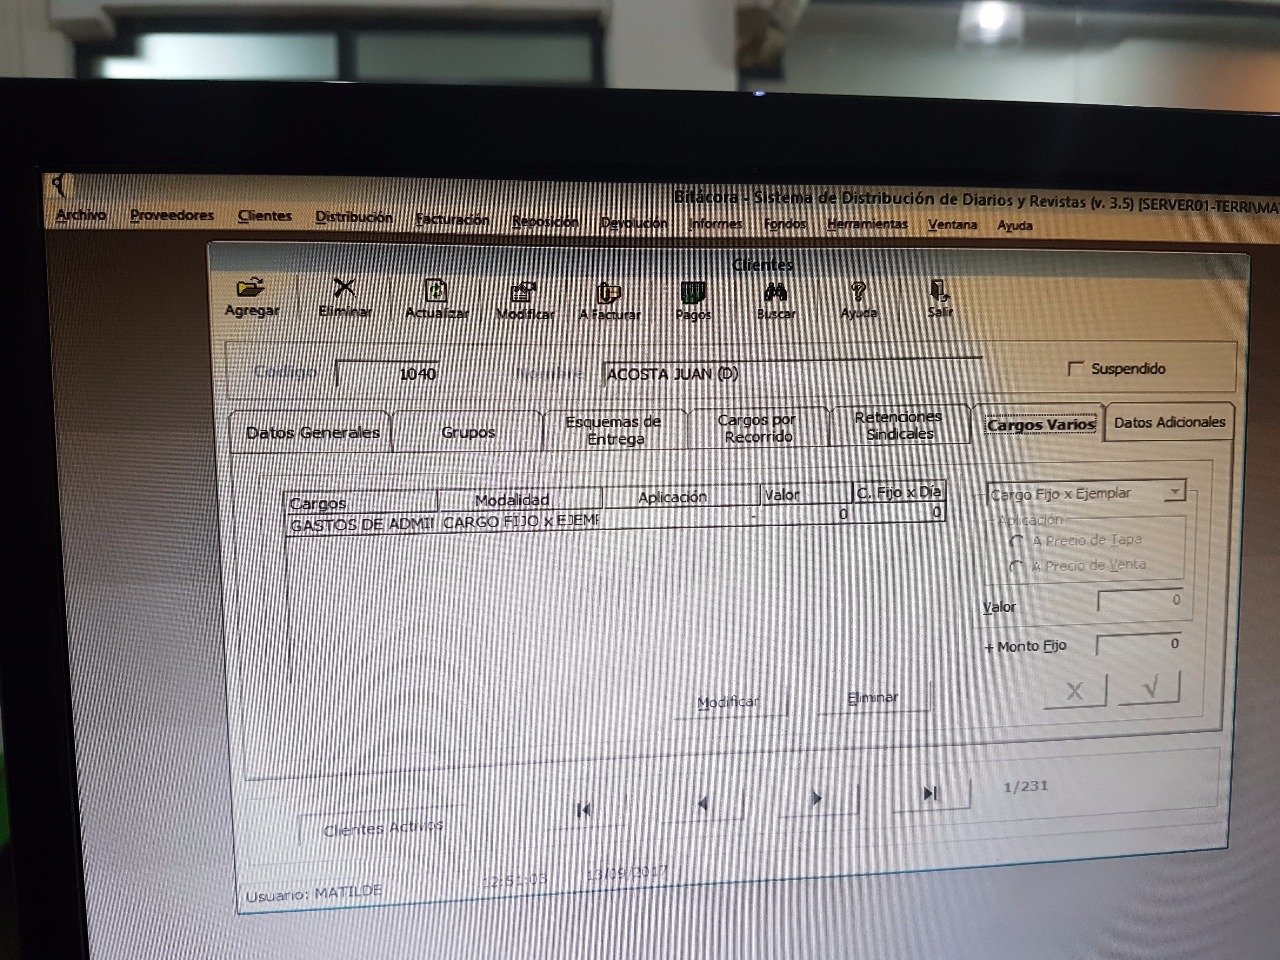 Bitácora - Sistema de Distribución de Diarios y Revistas (v. 3.5) [SERVER01-TERRI\MA
Archivo Proveedores Clientes Distribución Facturación Reposición Devolución Informes Fondos Herramientas Ventana Ayuda
Clientes
Agregar Eliminar Actualizar Modificar A Facturar Pagos Buscar Ayuda Salir
Código 1040 Nombre ACOSTA JUAN (D) Suspendido
Datos Generales Grupos Esquemas de Entrega Cargos por Recorrido Retenciones Sindicales Cargos Varios Datos Adicionales
Cargos Modalidad Aplicación Valor C. Fijo x Día
GASTOS DE ADMII CARGO FIJO x EJEMF - 0 0
Cargo Fijo x Ejemplar
Aplicación
A Precio de Tapa
A Precio de Venta
Valor 0
+ Monto Fijo 0
Modificar Eliminar X √
1/231
Clientes Activos
Usuario: MATILDE 12:51:03 13/09/2017